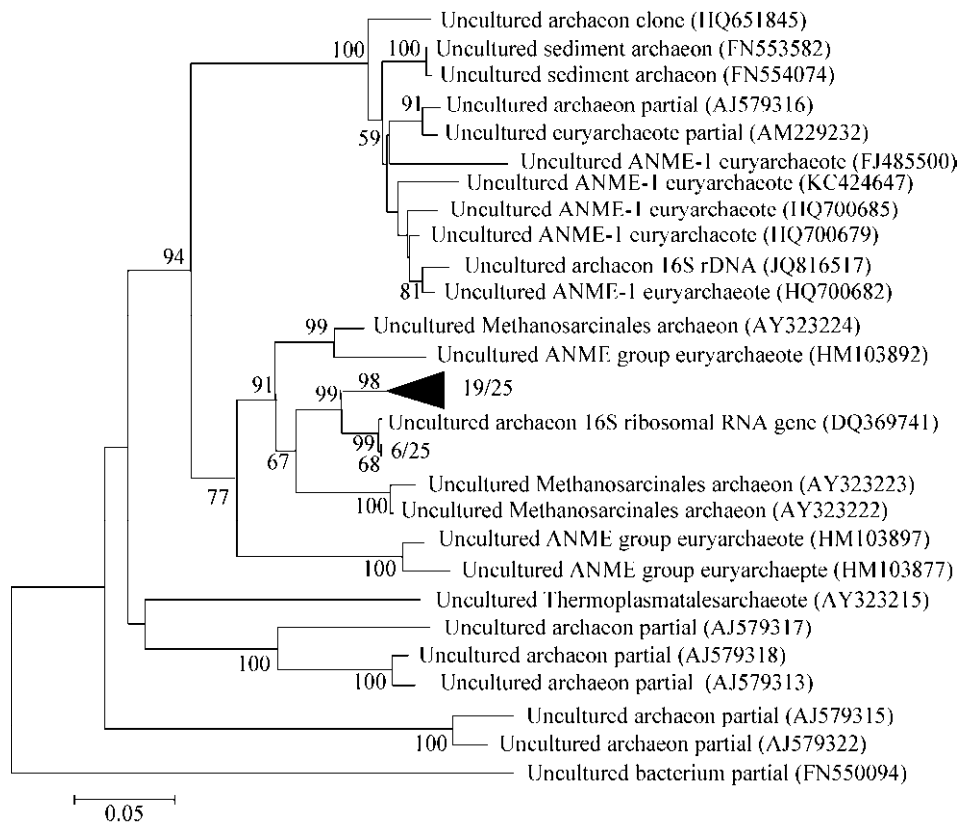 Uncultured archaeon clone (HQ651845)
100
100 Uncultured sediment archaeon (FN553582)
Uncultured sediment archaeon (FN554074)
91 Uncultured archaeon partial (AJ579316)
59 Uncultured euryarchaeote partial (AM229232)
Uncultured ANME-1 euryarchaeote (FJ485500)
Uncultured ANME-1 euryarchaeote (KC424647)
Uncultured ANME-1 euryarchaeote (HQ700685)
Uncultured ANME-1 euryarchaeote (HQ700679)
94
Uncultured archaeon 16S rDNA (JQ816517)
81 Uncultured ANME-1 euryarchaeote (HQ700682)
99 Uncultured Methanosarcinales archaeon (AY323224)
Uncultured ANME group euryarchaeote (HM103892)
91 99 98 19/25
Uncultured archaeon 16S ribosomal RNA gene (DQ369741)
99 6/25
67 68
77 Uncultured Methanosarcinales archaeon (AY323223)
100 Uncultured Methanosarcinales archaeon (AY323222)
Uncultured ANME group euryarchaeote (HM103897)
100 Uncultured ANME group euryarchaepte (HM103877)
Uncultured Thermoplasmatalesarchaeote (AY323215)
Uncultured archaeon partial (AJ579317)
100 Uncultured archaeon partial (AJ579318)
100 Uncultured archaeon partial (AJ579313)
Uncultured archaeon partial (AJ579315)
100 Uncultured archaeon partial (AJ579322)
Uncultured bacterium partial (FN550094)
0.05